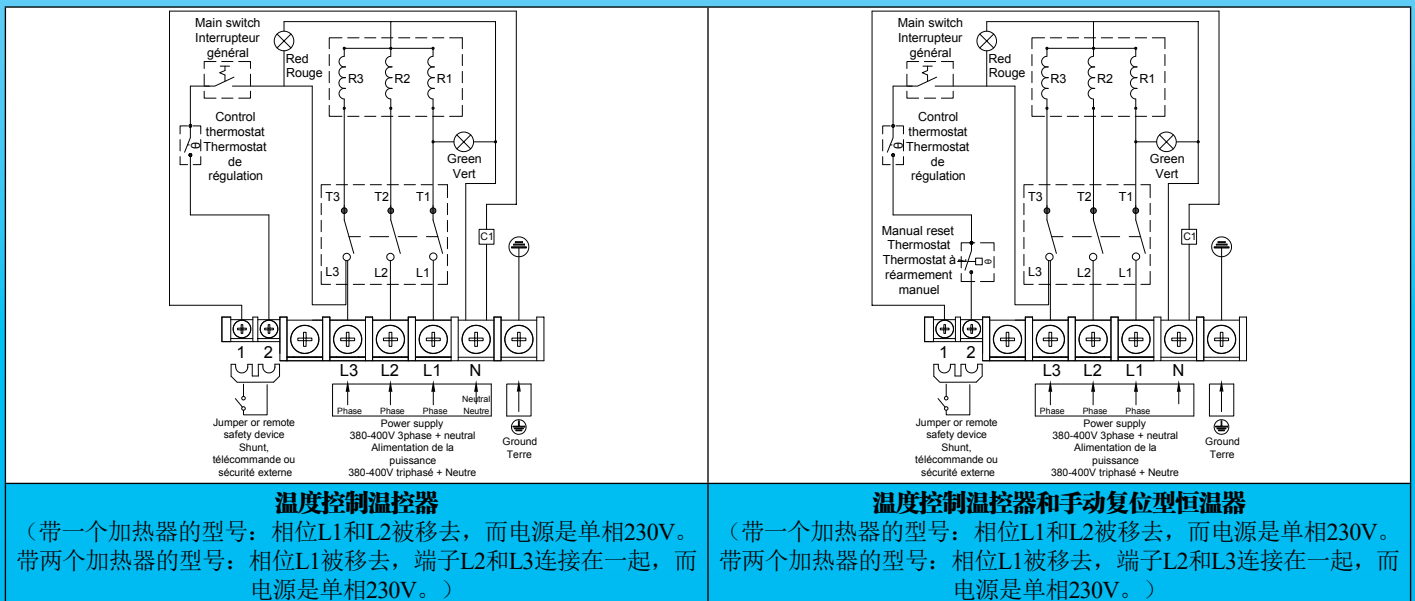 Main switch
Interrupteur
général
Red
Rouge
R3
R2
R1
Control
thermostat
Thermostat
de
régulation
θ
Green
Vert
T3
T2
T1
C1
L3
L2
L1
1
2
L3
L2
L1
N
Phase
Phase
Phase
Neutral
Neutre
Jumper or remote
safety device
Shunt,
télécommande ou
sécurité externe
Power supply
380-400V 3phase + neutral
Alimentation de la
puissance
380-400V triphasé + Neutre
Ground
Terre
温度控制温控器
（带一个加热器的型号：相位L1和L2被移去，而电源是单相230V。
带两个加热器的型号：相位L1被移去，端子L2和L3连接在一起，而
电源是单相230V。）
Main switch
Interrupteur
général
Red
Rouge
R3
R2
R1
Control
thermostat
Thermostat
de
régulation
θ
Green
Vert
T3
T2
T1
C1
Manual reset
Thermostat
Thermostat à
réarmement
manuel
θ
L3
L2
L1
1
2
L3
L2
L1
N
Phase
Phase
Phase
Jumper or remote
safety device
Shunt,
télécommande ou
sécurité externe
Power supply
380-400V 3phase + neutral
Alimentation de la
puissance
380-400V triphasé + Neutre
Ground
Terre
温度控制温控器和手动复位型恒温器
（带一个加热器的型号：相位L1和L2被移去，而电源是单相230V。
带两个加热器的型号：相位L1被移去，端子L2和L3连接在一起，而
电源是单相230V。）